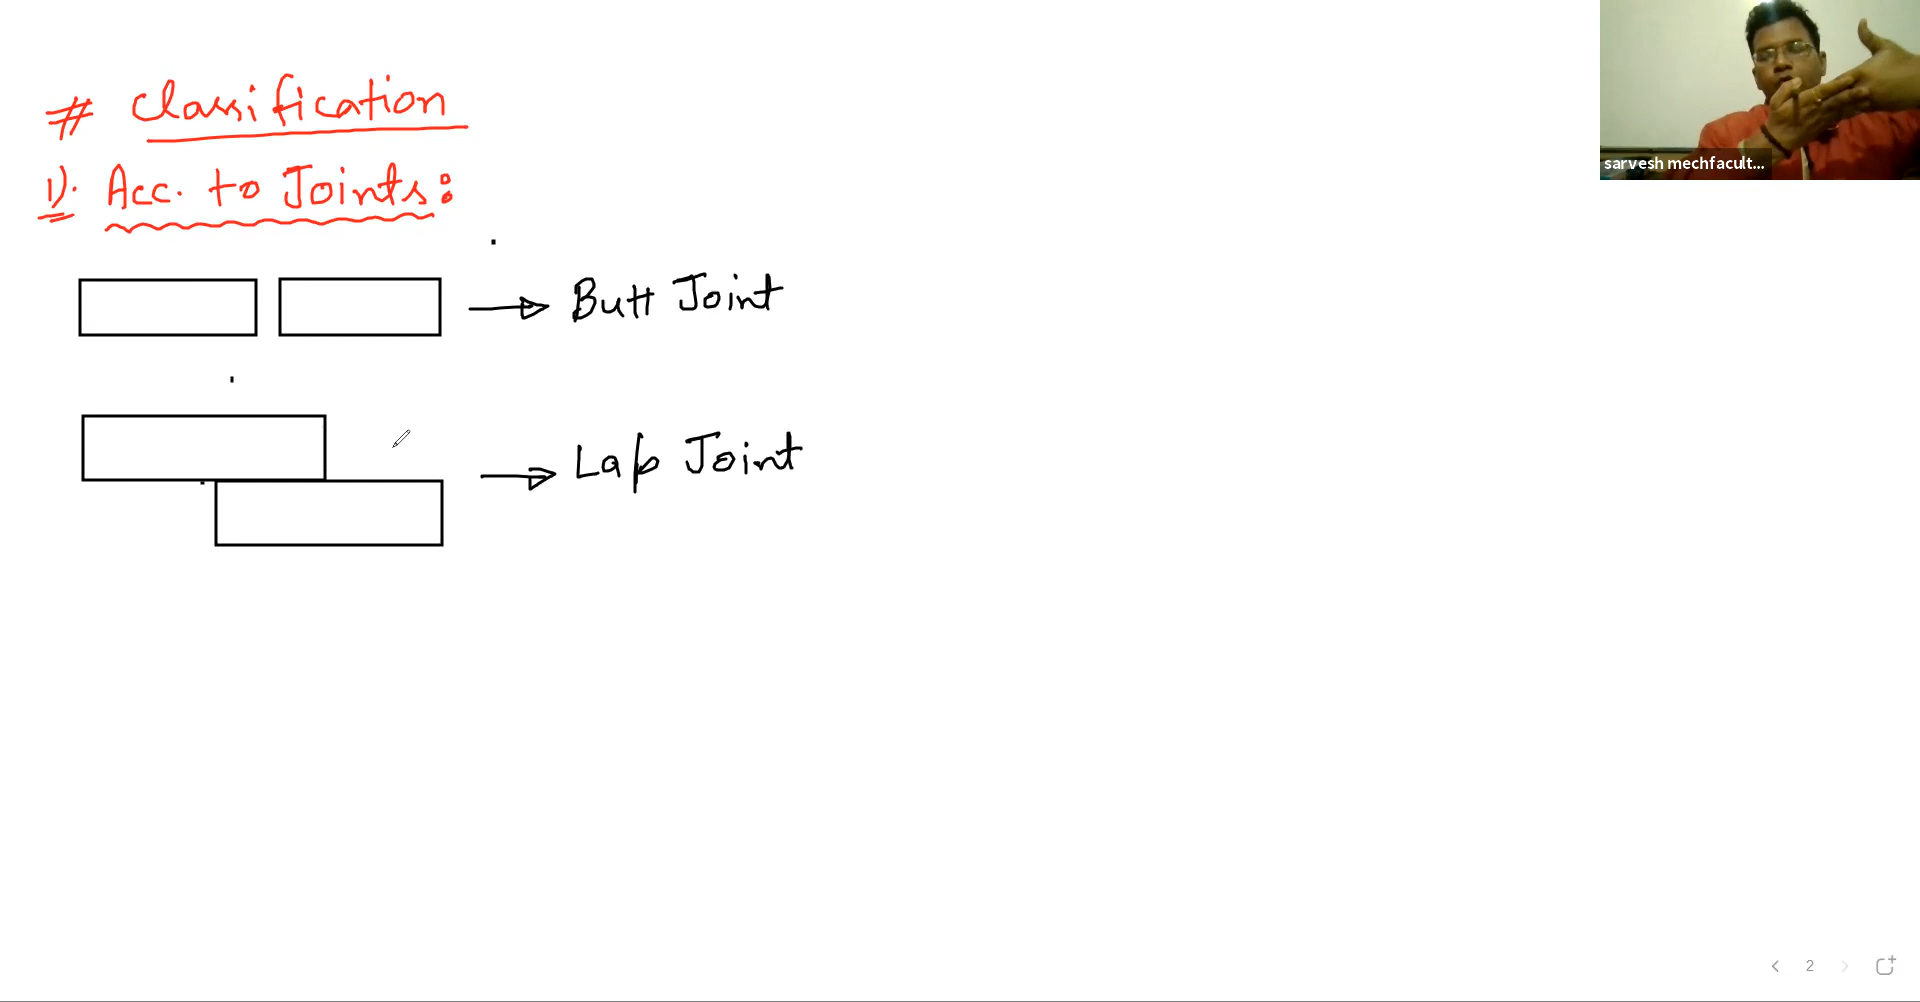 # Classification
1). Acc. to Joints:
Butt Joint
Lap Joint
sarvesh mechfacult...
2